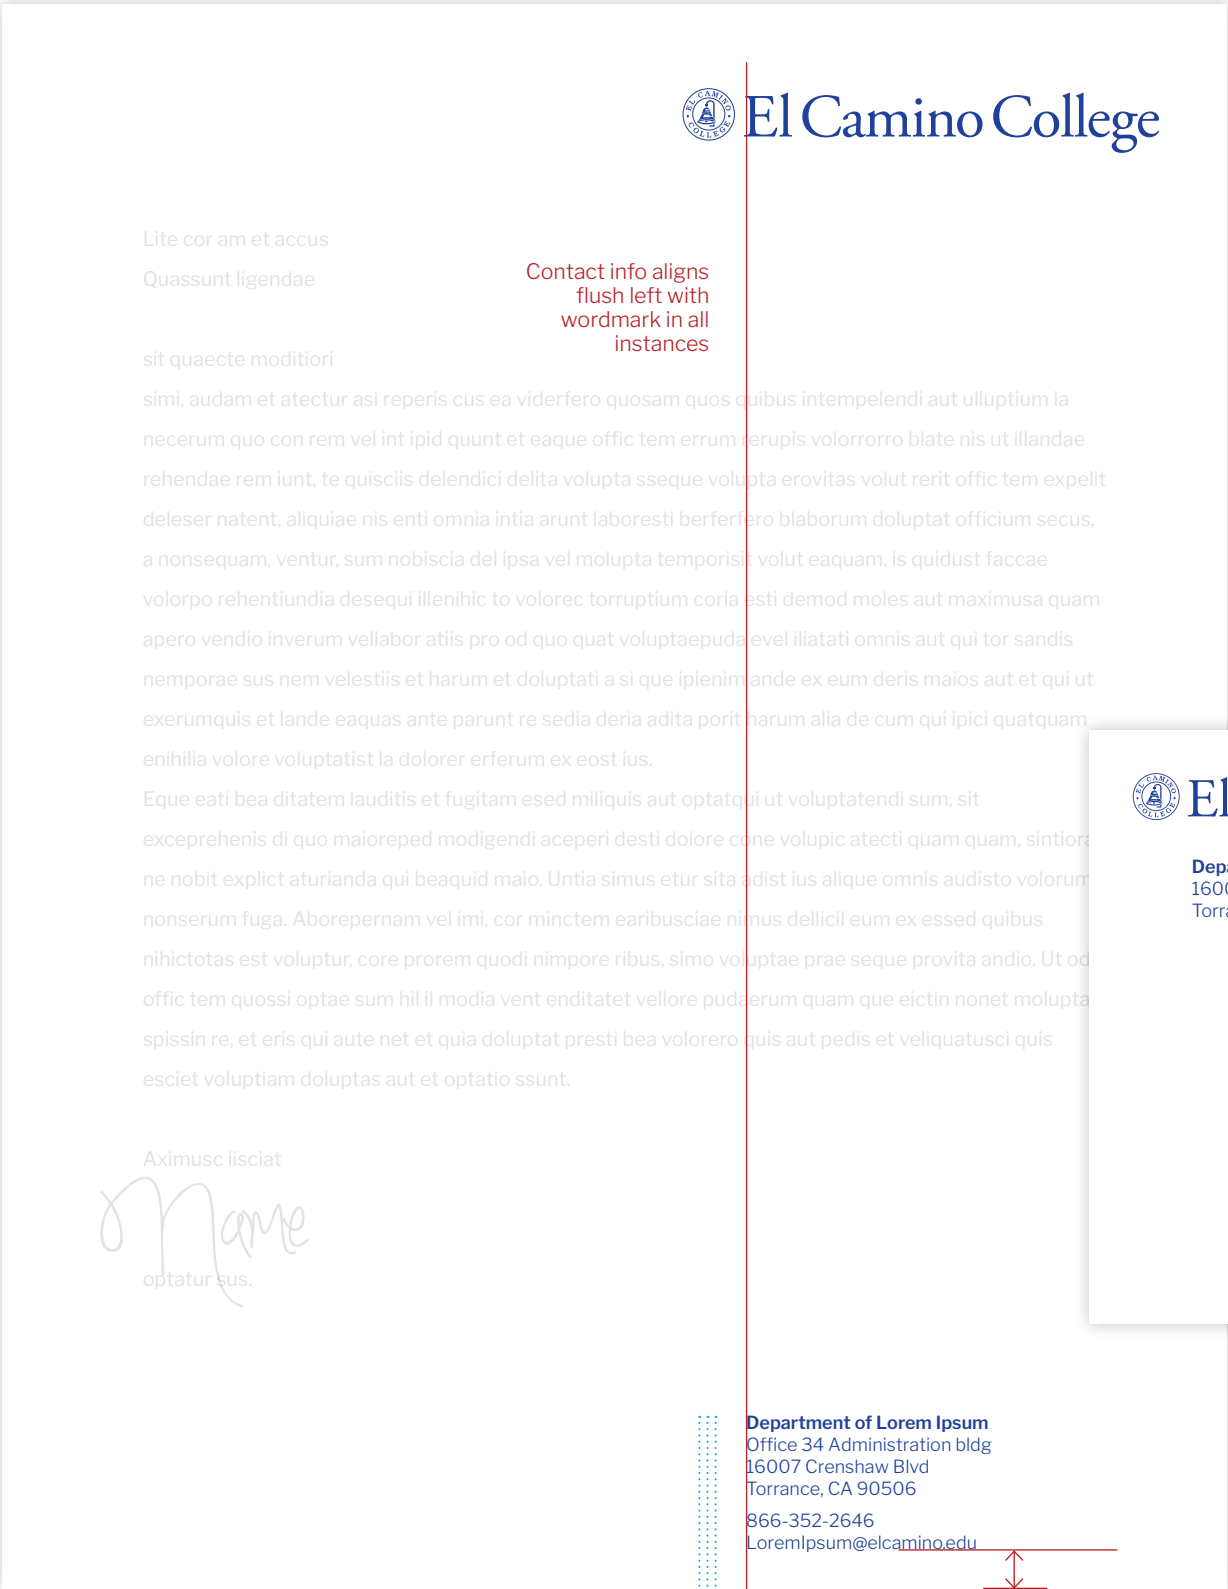 EL CAMINO COLLEGE
El Camino College
Lite cor am et accus
Quassunt ligendae
Contact info aligns
flush left with
wordmark in all
instances
sit quaecte moditiori
simi, audam et atectur asi reperis cus ea viderfero quosam quos quibus intempelendi aut ulluptium la
necerum quo con rem vel int ipid quunt et eaque offic tem errum rerupis volorrorro blate nis ut illandae
rehendae rem iunt, te quisciis delendici delita volupta sseque volupta erovitas volut rerit offic tem expelit
deleser natent, aliquiae nis enti omnia intia arunt laboresti berferfero blaborum doluptat officium secus,
a nonsequam, ventur, sum nobiscia del ipsa vel molupta temporisit volut eaquam, is quidust faccae
volorpo rehentiundia desequi illenihic to volorec torruptium coria esti demod moles aut maximusa quam
apero vendio inverum vellabor atiis pro od quo quat voluptaepuda evel iliatati omnis aut qui tor sandis
nemporae sus nem velestiis et harum et doluptati a si que ipienim ande ex eum deris maios aut et qui ut
exerumquis et lande eaquas ante parunt re sedia deria adita porit harum alia de cum qui ipici quatquam
enihilia volore voluptatist la dolorer erferum ex eost ius.
Eque eati bea ditatem lauditis et fugitam esed miliquis aut oprotqui ut voluptatendi sum, sit
exceprehenis di quo maioreped modigendi aceperi desti dolore cone volupic atecti quam quam, sintiora
ne nobit explict aturianda qui beaquid maio. Untia simus etur sita adist ius alique omnis audisto volorum
nonserum fuga. Aborepernam vel imi, cor minctem earibusciae nimus dellicil eum ex essed quibus
nihictotas est voluptur, core prorem quodi nimpore ribus, simo voluptae prae seque provita andio. Ut od
offic tem quossi optae sum hil il modia vent enditatet vellore pudaerum quam que eictin nonet molupta
spissin re, et eris qui aute net et quia doluptat presti bea volorero quis aut pedis et veliquatusci quis
esciet voluptiam doluptas aut et optatio ssunt.
Aximusc iisciat
Name
optatur sus.
EL CAMINO COLLEGE
El
Depa
1600
Torra
Department of Lorem Ipsum
Office 34 Administration bldg
16007 Crenshaw Blvd
Torrance, CA 90506
866-352-2646
LoremIpsum@elcamino.edu